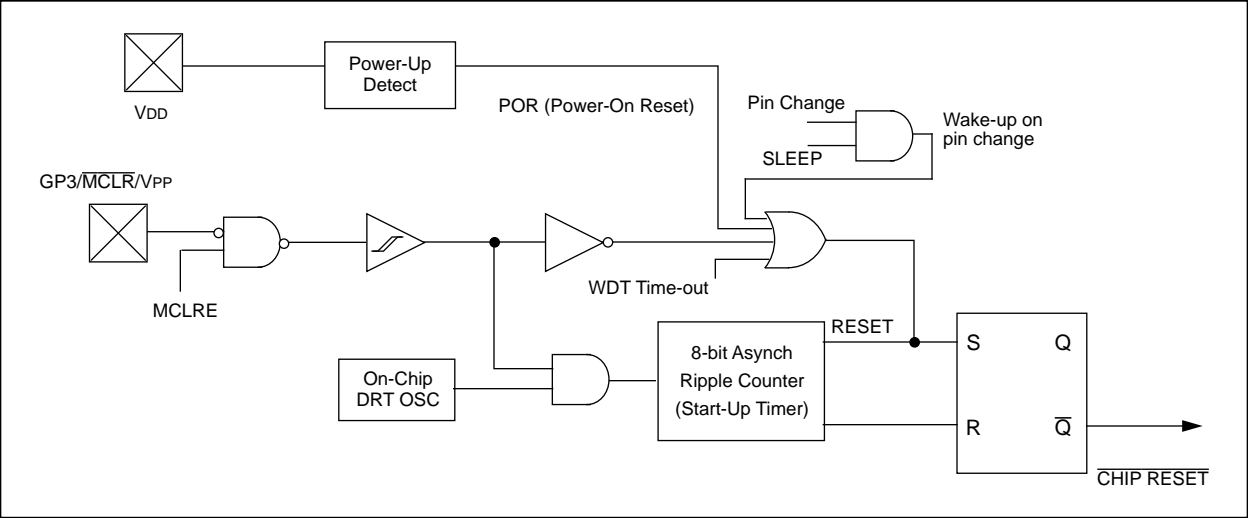 Power-Up
Detect
VDD
POR (Power-On Reset)
Pin Change
SLEEP
Wake-up on
pin change
GP3/MCLR/VPP
MCLRE
WDT Time-out
RESET
On-Chip
DRT OSC
8-bit Asynch
Ripple Counter
(Start-Up Timer)
S
Q
R
Q̅
CHIP RESET